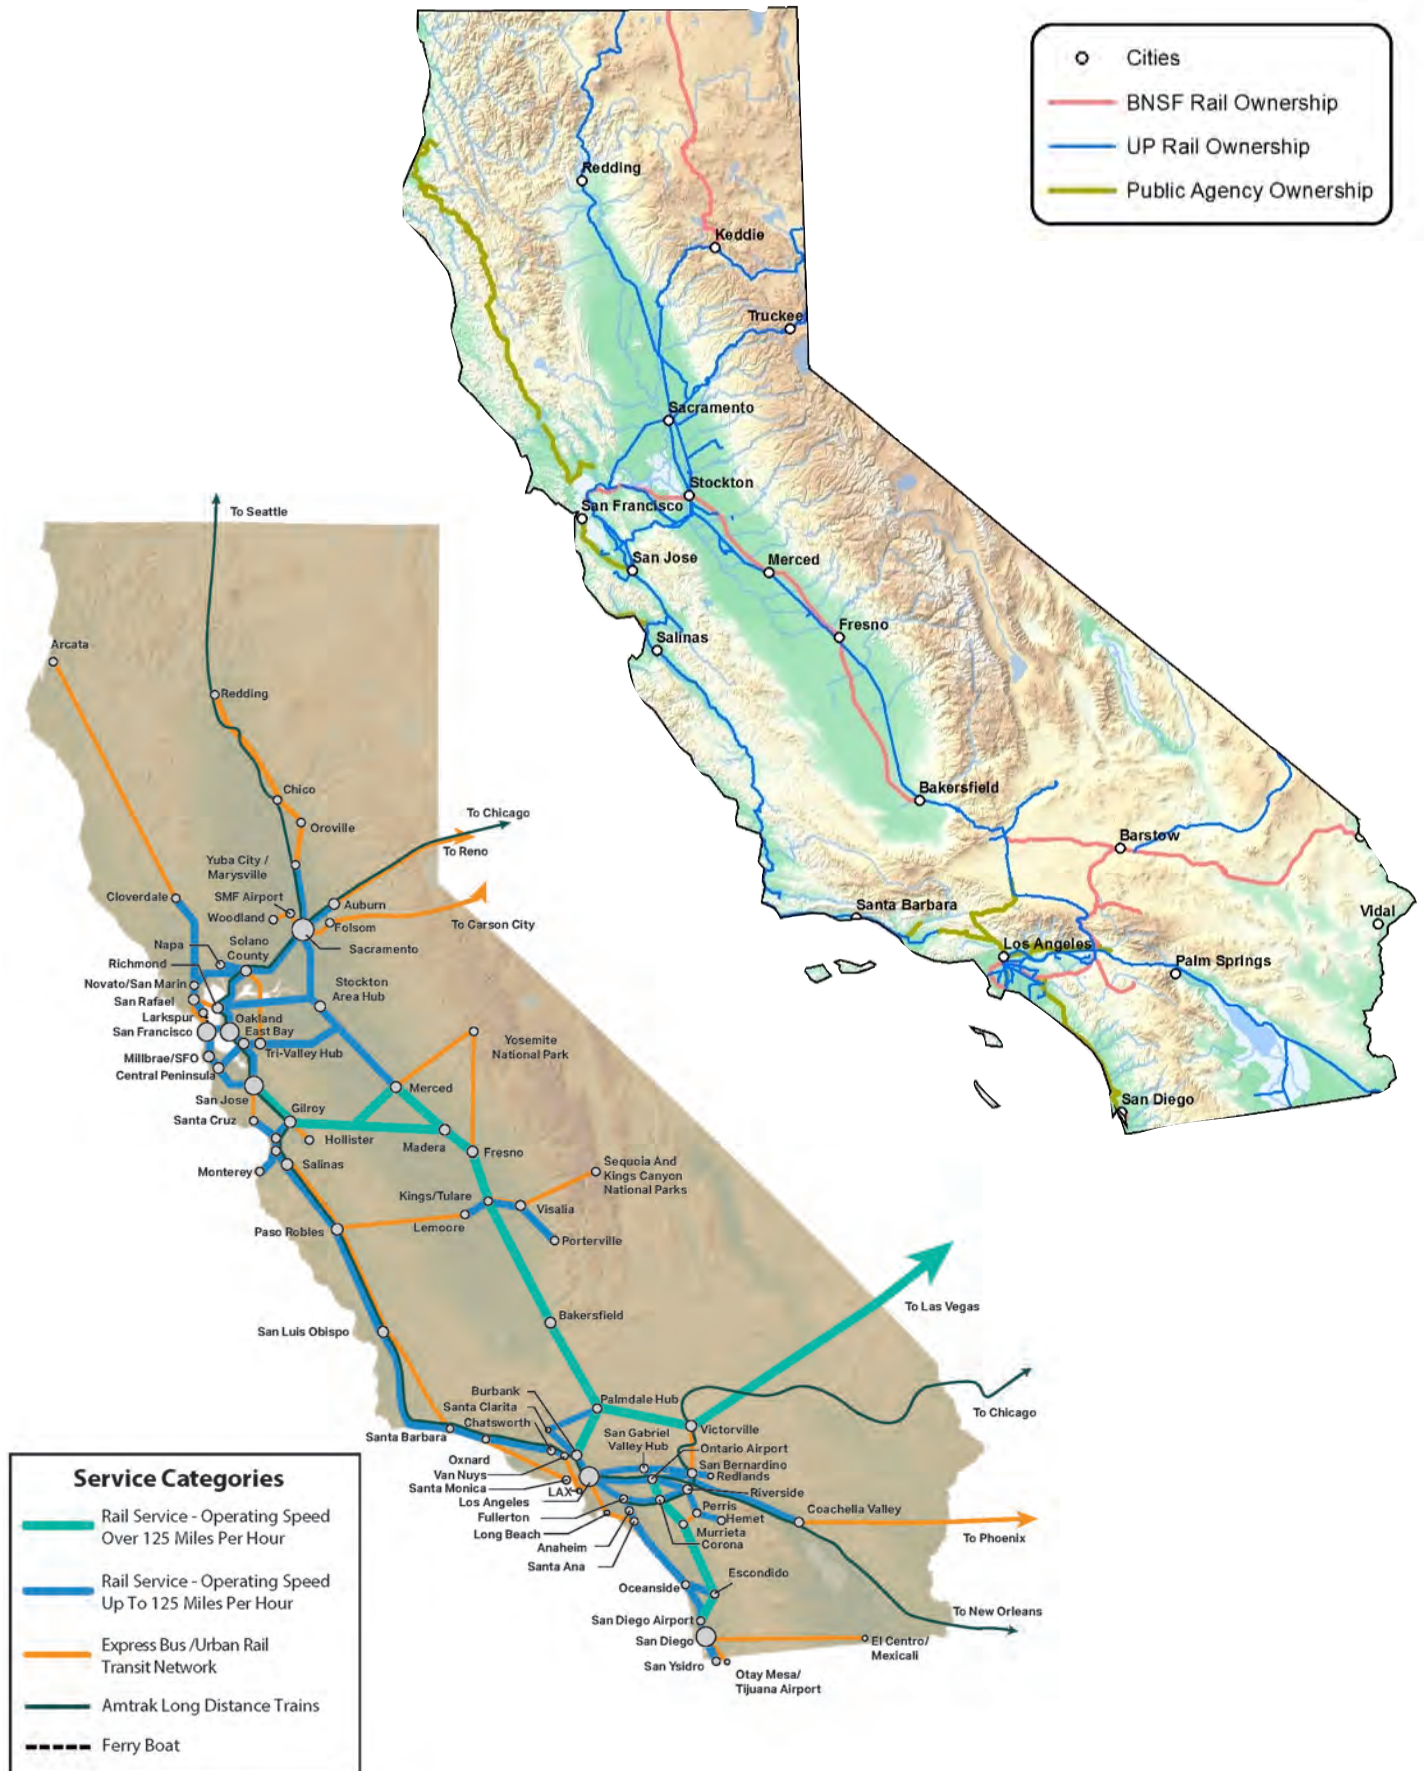 Cities
BNSF Rail Ownership
UP Rail Ownership
Public Agency Ownership
Redding
Keddie
Truckee
Sacramento
Stockton
San Francisco
San Jose
Merced
Fresno
Salinas
Bakersfield
Barstow
Santa Barbara
Vidal
Los Angeles
Palm Springs
San Diego
To Seattle
Arcata
Redding
Chico
To Chicago
Oroville
To Reno
Yuba City /
Marysville
Cloverdale
SMF Airport
Auburn
Woodland
Folsom
To Carson City
Napa
Solano
County
Sacramento
Richmond
Novato/San Marin
Stockton
Area Hub
San Rafael
Larkspur
Oakland
San Francisco
East Bay
Tri-Valley Hub
Yosemite
National Park
Millbrae/SFO
Central Peninsula
Merced
San Jose
Gilroy
Santa Cruz
Hollister
Madera
Fresno
Monterey
Salinas
Sequoia And
Kings Canyon
National Parks
Kings/Tulare
Visalia
Lemoore
Paso Robles
Porterville
To Las Vegas
Bakersfield
San Luis Obispo
Burbank
Santa Clarita
Chatsworth
Palmdale Hub
To Chicago
Santa Barbara
San Gabriel
Valley Hub
Victorville
Ontario Airport
Oxnard
San Bernardino
Van Nuys
Redlands
Santa Monica
LAX
Riverside
Los Angeles
Perris
Coachella Valley
Fullerton
Hemet
Long Beach
Murrieta
To Phoenix
Anaheim
Corona
Santa Ana
Escondido
Oceanside
To New Orleans
San Diego Airport
San Diego
El Centro/
Mexicali
San Ysidro
Otay Mesa/
Tijuana Airport
Service Categories
Rail Service - Operating Speed
Over 125 Miles Per Hour
Rail Service - Operating Speed
Up To 125 Miles Per Hour
Express Bus /Urban Rail
Transit Network
Amtrak Long Distance Trains
Ferry Boat